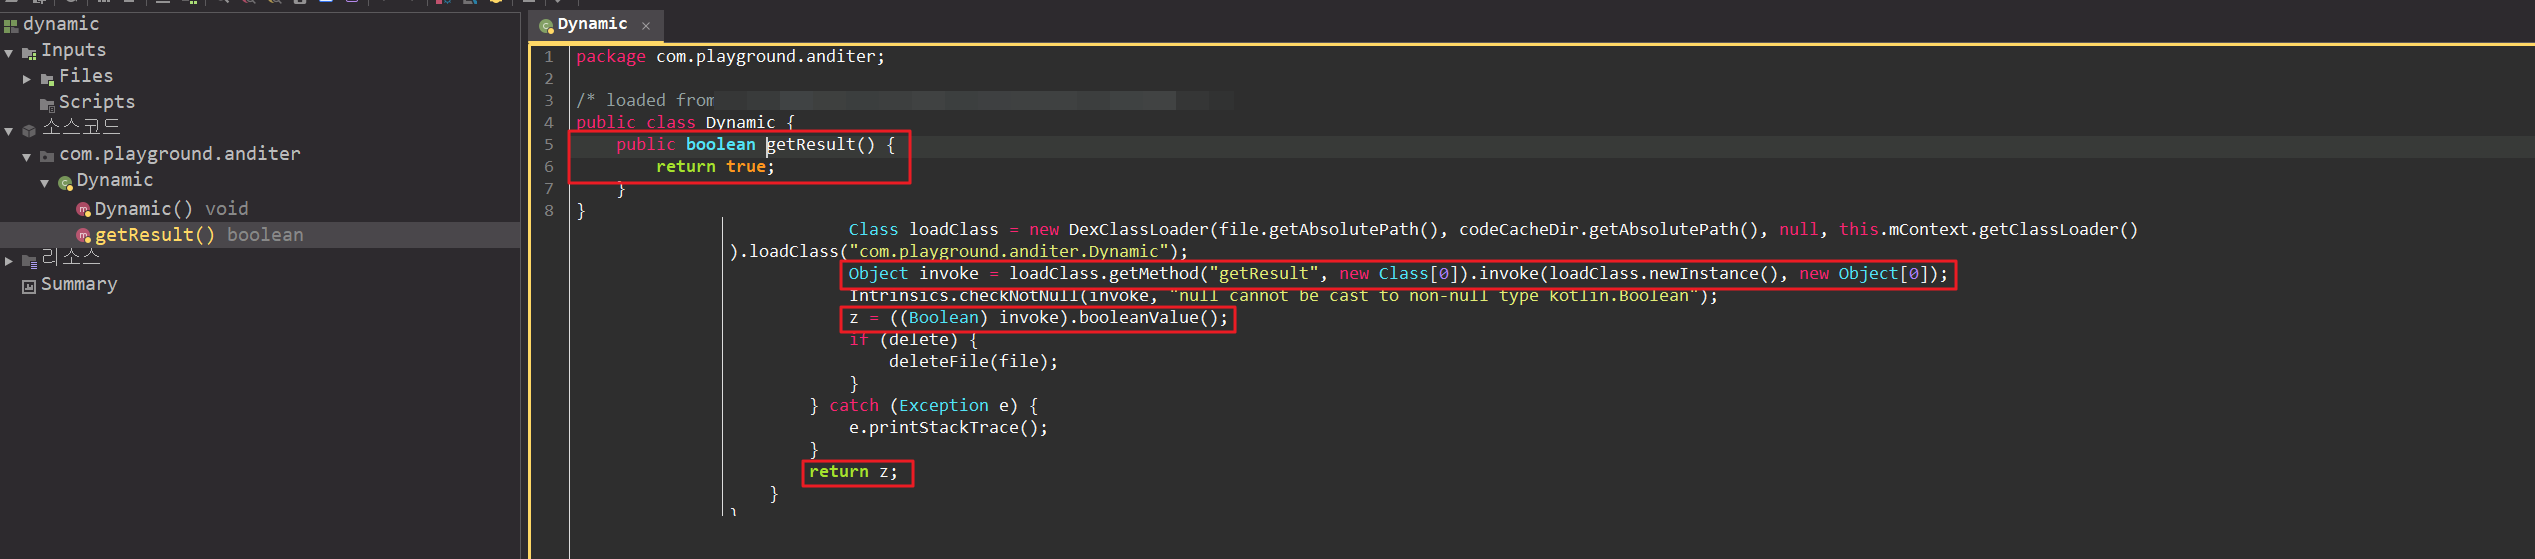 dynamic
Inputs
Files
Scripts
소스코드
com.playground.anditer
Dynamic
Dynamic() void
getResult() boolean
리소스
Summary
Dynamic ×
1 package com.playground.anditer;
2
3 /* loaded from
4 public class Dynamic {
5 public boolean getResult() {
6 return true;
7 }
8 }
Class loadClass = new DexClassLoader(file.getAbsolutePath(), codeCacheDir.getAbsolutePath(), null, this.mContext.getClassLoader()
).loadClass("com.playground.anditer.Dynamic");
Object invoke = loadClass.getMethod("getResult", new Class[0]).invoke(loadClass.newInstance(), new Object[0]);
Intrinsics.checkNotNull(invoke, "null cannot be cast to non-null type kotlin.Boolean");
z = ((Boolean) invoke).booleanValue();
if (delete) {
deleteFile(file);
}
} catch (Exception e) {
e.printStackTrace();
}
return z;
}
}